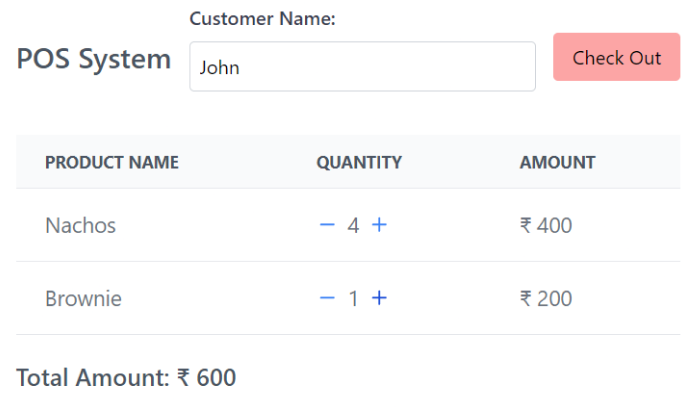 Customer Name:
POS System
John
Check Out
PRODUCT NAME QUANTITY AMOUNT
Nachos − 4 + ₹ 400
Brownie − 1 + ₹ 200
Total Amount: ₹ 600